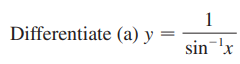 Differentiate (a) y = 1 / sin⁻¹x